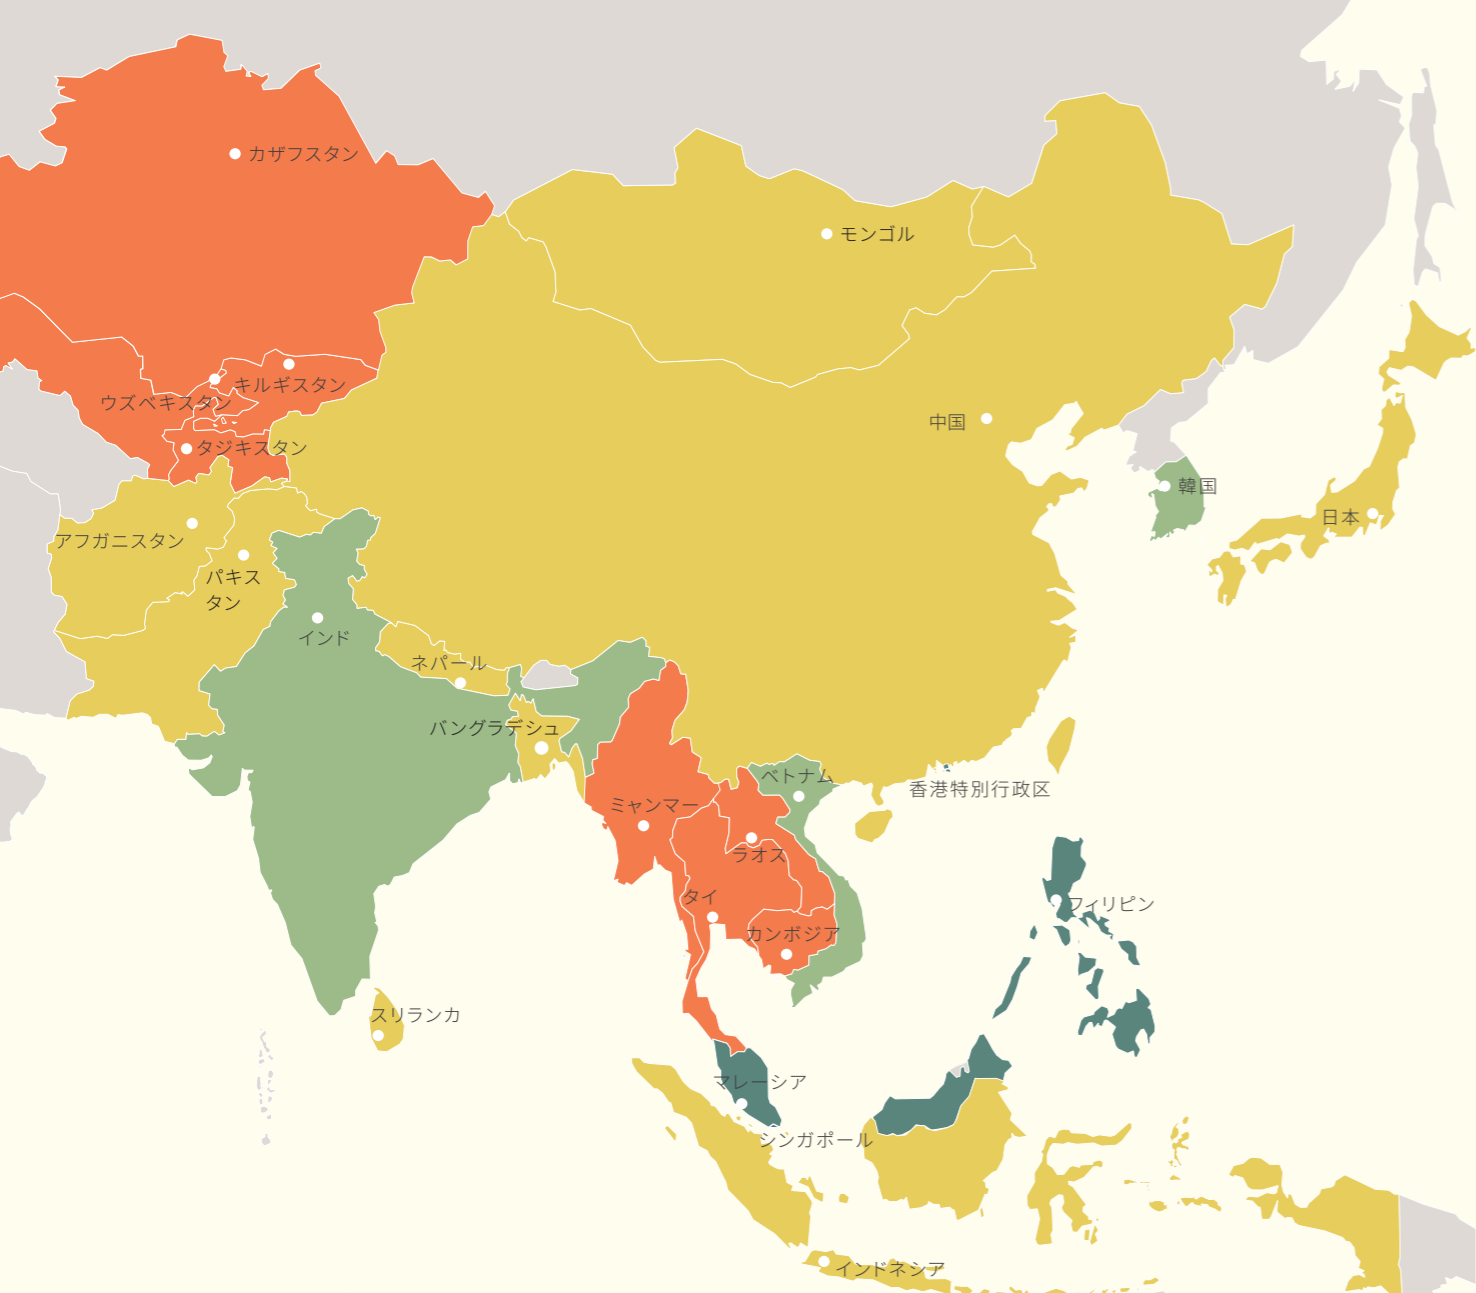 カザフスタン
モンゴル
キルギスタン
ウズベキスタン
中国
タジキスタン
韓国
日本
アフガニスタン
パキス
タン
インド
ネパール
バングラデシュ
ベトナム
香港特別行政区
ミャンマー
ラオス
タイ
フィリピン
カンボジア
スリランカ
マレーシア
シンガポール
インドネシア